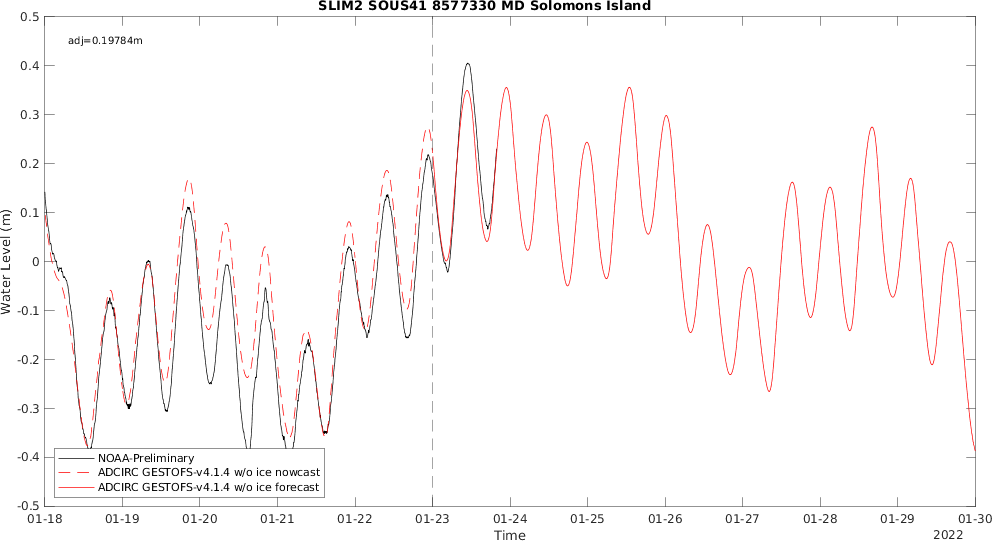 SLIM2 SOUS41 8577330 MD Solomons Island
adj=0.19784m
0.5
0.4
0.3
0.2
0.1
0
-0.1
-0.2
-0.3
-0.4
-0.5
Water Level (m)
NOAA-Preliminary
ADCIRC GESTOFS-v4.1.4 w/o ice nowcast
ADCIRC GESTOFS-v4.1.4 w/o ice forecast
01-18 01-19 01-20 01-21 01-22 01-23 01-24 01-25 01-26 01-27 01-28 01-29 01-30
Time
2022